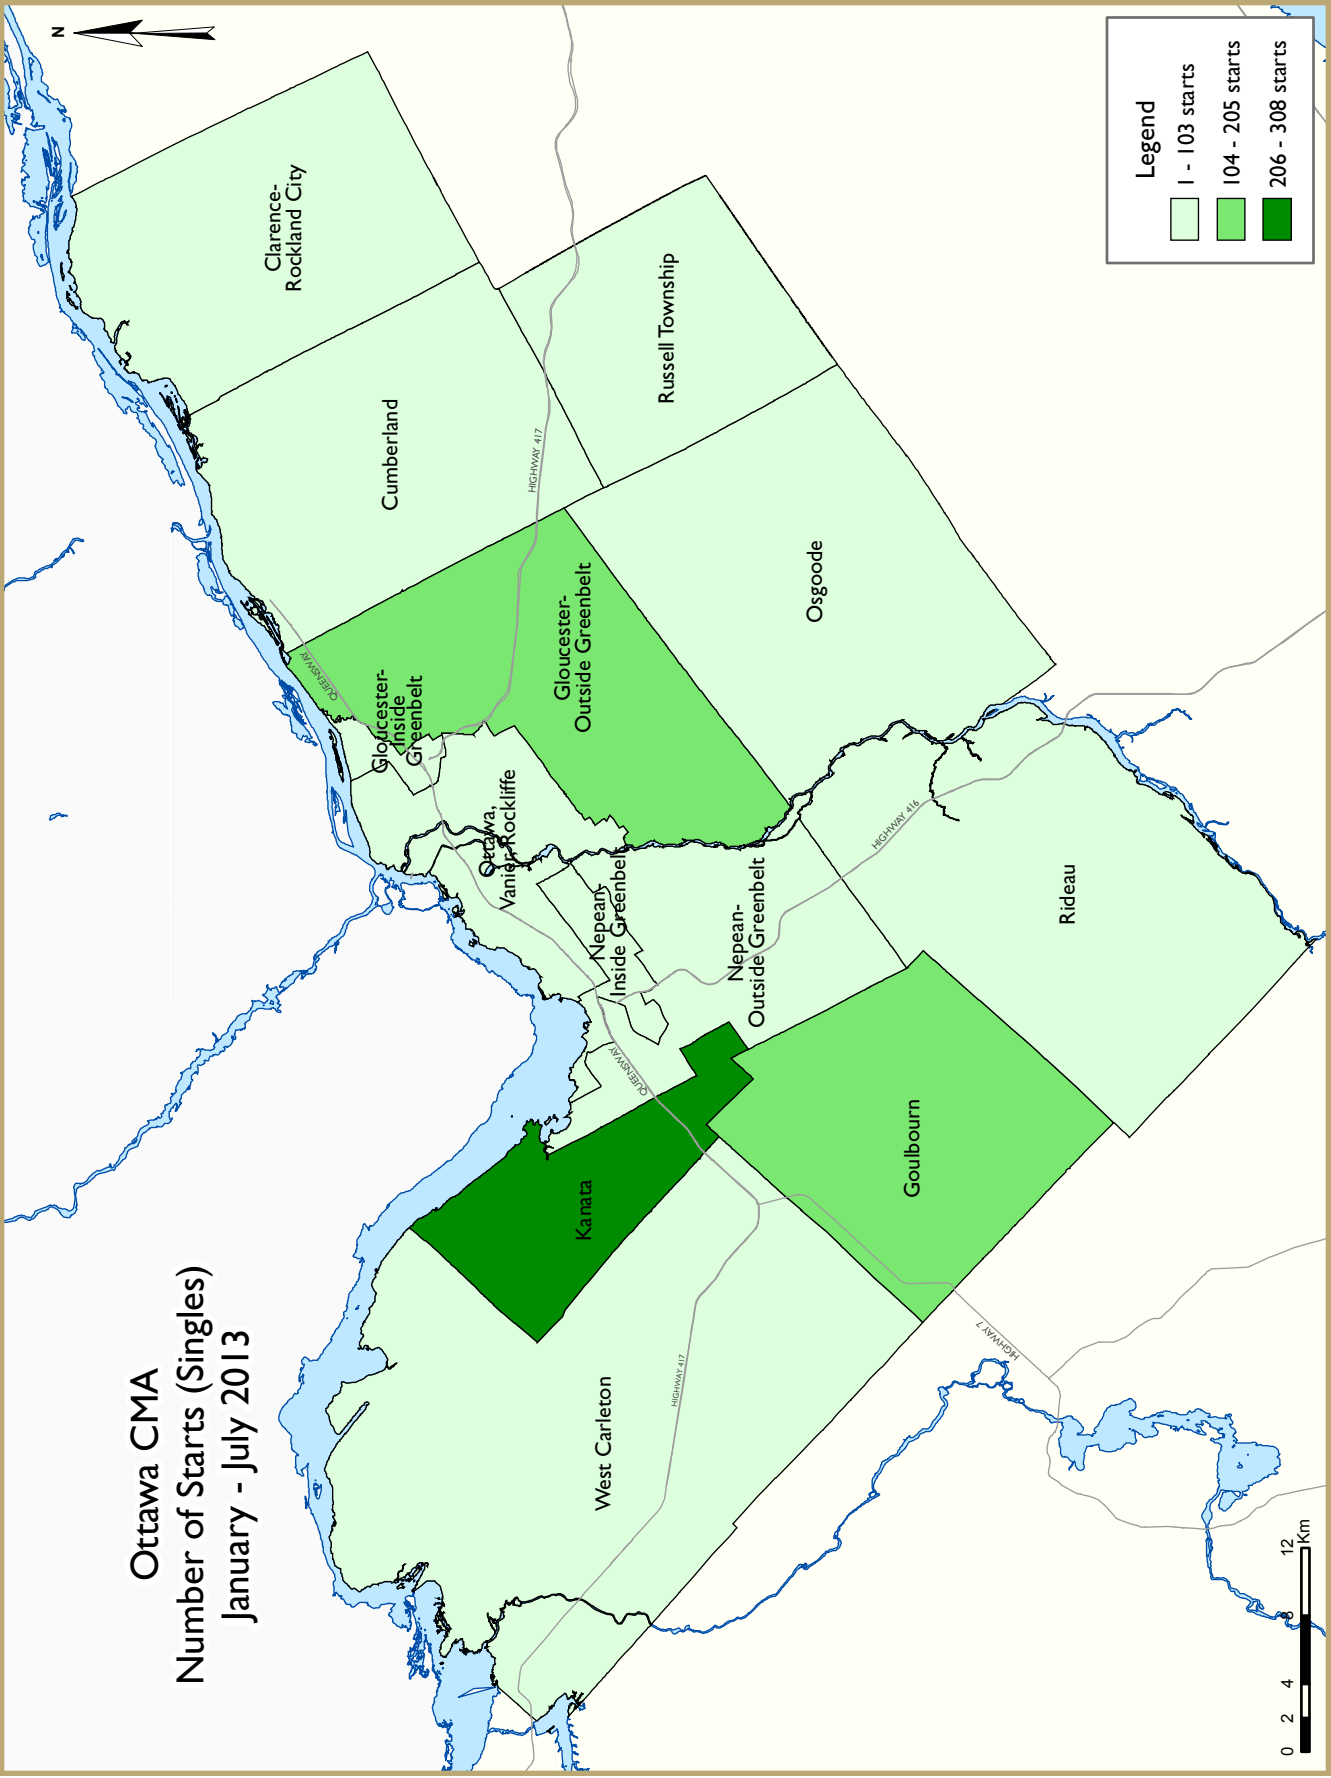 Ottawa CMA
Number of Starts (Singles)
January - July 2013
N
Legend
1 - 103 starts
104 - 205 starts
206 - 308 starts
Clarence-
Rockland City
Cumberland
Russell Township
HIGHWAY 417
Osgoode
Gloucester-
Outside Greenbelt
QUEENSWAY
Gloucester-
Inside
Greenbelt
Ottawa,
Vanier, Rockliffe
Nepean-
Inside Greenbelt
Nepean-
Outside Greenbelt
HIGHWAY 416
Rideau
QUEENSWAY
Kanata
Goulbourn
West Carleton
HIGHWAY 417
HIGHWAY 7
0 2 4 8 12
Km